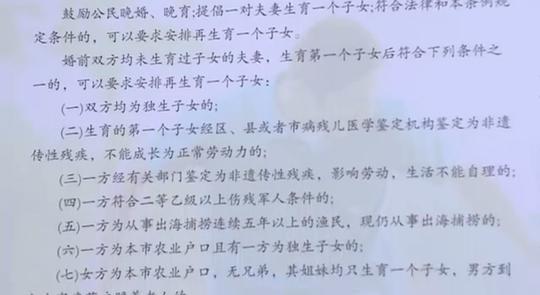 鼓励公民晚婚、晚育;提倡一对夫妻生育一个子女;符合法律和本条例规
定条件的，可以要求安排再生育一个子女。
婚前双方均未生育过子女的夫妻，生育第一个子女后符合下列条件之
一的，可以要求安排再生育一个子女：
(一)双方均为独生子女的;
(二)生育的第一个子女经区、县或者市病残儿医学鉴定机构鉴定为非遗
传性残疾，不能成长为正常劳动力的;
(三)一方经有关部门鉴定为非遗传性残疾，影响劳动，生活不能自理的;
(四)一方符合二等乙级以上伤残军人条件的;
(五)一方为从事出海捕捞连续五年以上的渔民，现仍从事出海捕捞的;
(六)一方为本市农业户口且有一方为独生子女的;
(七)女方为本市农业户口，无兄弟，其姐妹均只生育一个子女，男方到